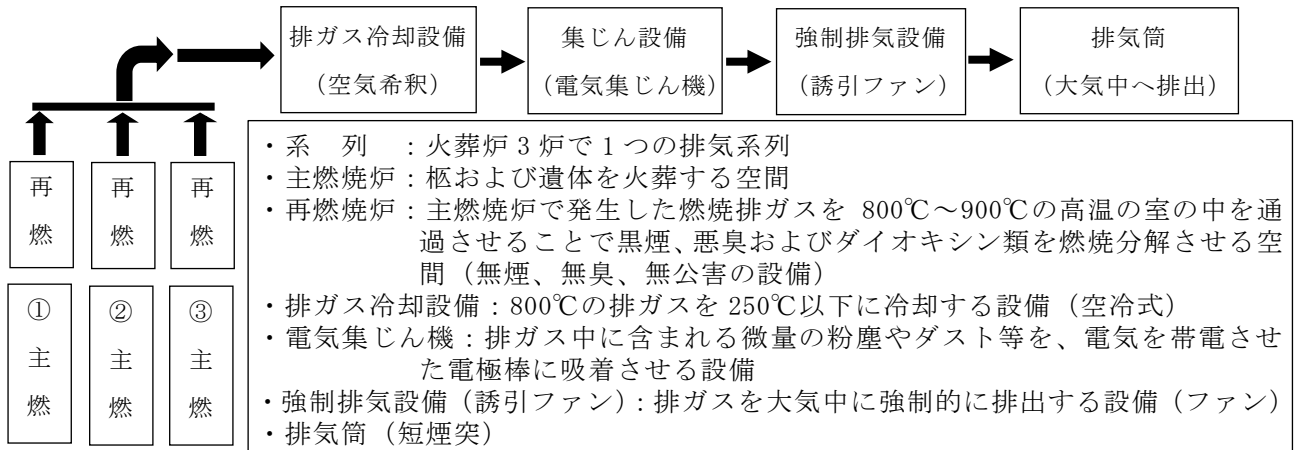 排ガス冷却設備
(空気希釈)
集じん設備
(電気集じん機)
強制排気設備
(誘引ファン)
排気筒
(大気中へ排出)
再燃
再燃
再燃
①主燃
②主燃
③主燃
・系　列　：火葬炉3炉で1つの排気系列
・主燃焼炉：柩および遺体を火葬する空間
・再燃焼炉：主燃焼炉で発生した燃焼排ガスを 800℃～900℃の高温の室の中を通
過させることで黒煙、悪臭およびダイオキシン類を燃焼分解させる空
間（無煙、無臭、無公害の設備）
・排ガス冷却設備：800℃の排ガスを250℃以下に冷却する設備（空冷式）
・電気集じん機：排ガス中に含まれる微量の粉塵やダスト等を、電気を帯電させ
た電極棒に吸着させる設備
・強制排気設備（誘引ファン）：排ガスを大気中に強制的に排出する設備（ファン）
・排気筒（短煙突）